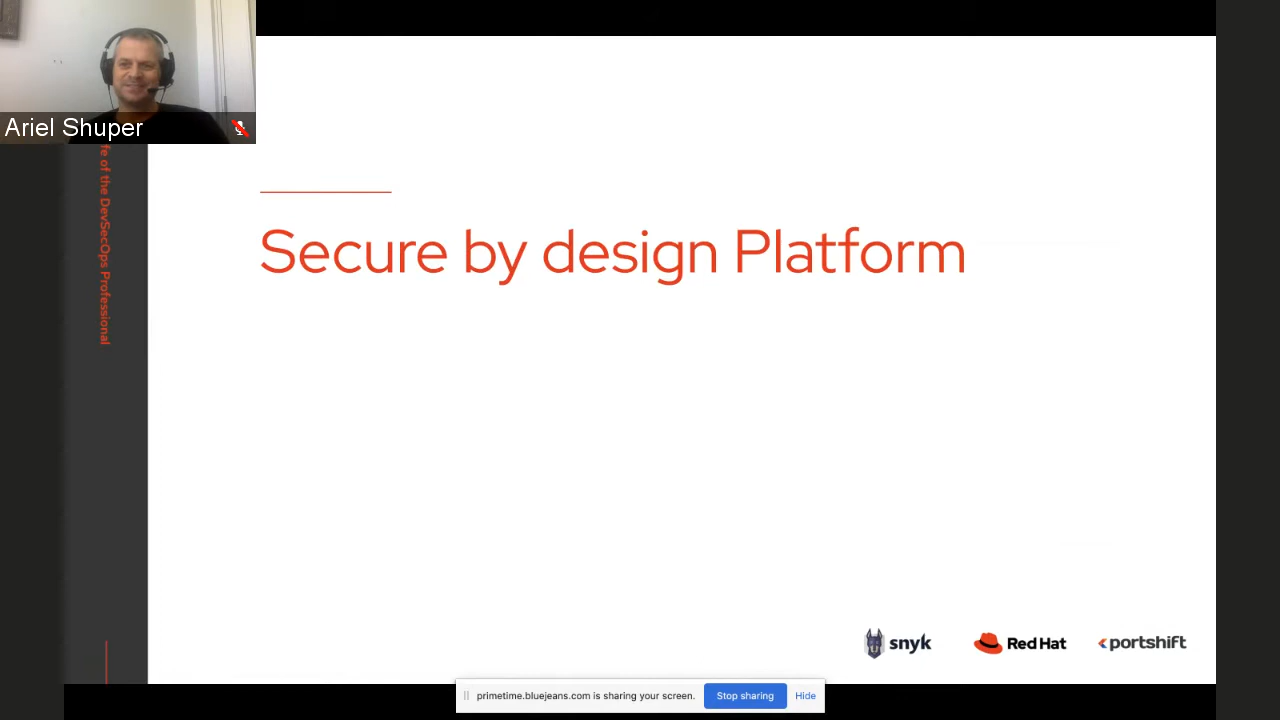 Ariel Shuper
fe of the DevSecOps Professional
Secure by design Platform
snyk
Red Hat
portshift
primetime.bluejeans.com is sharing your screen.
Stop sharing
Hide